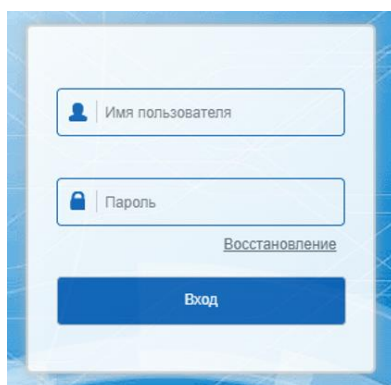 Имя пользователя
Пароль
Восстановление
Вход